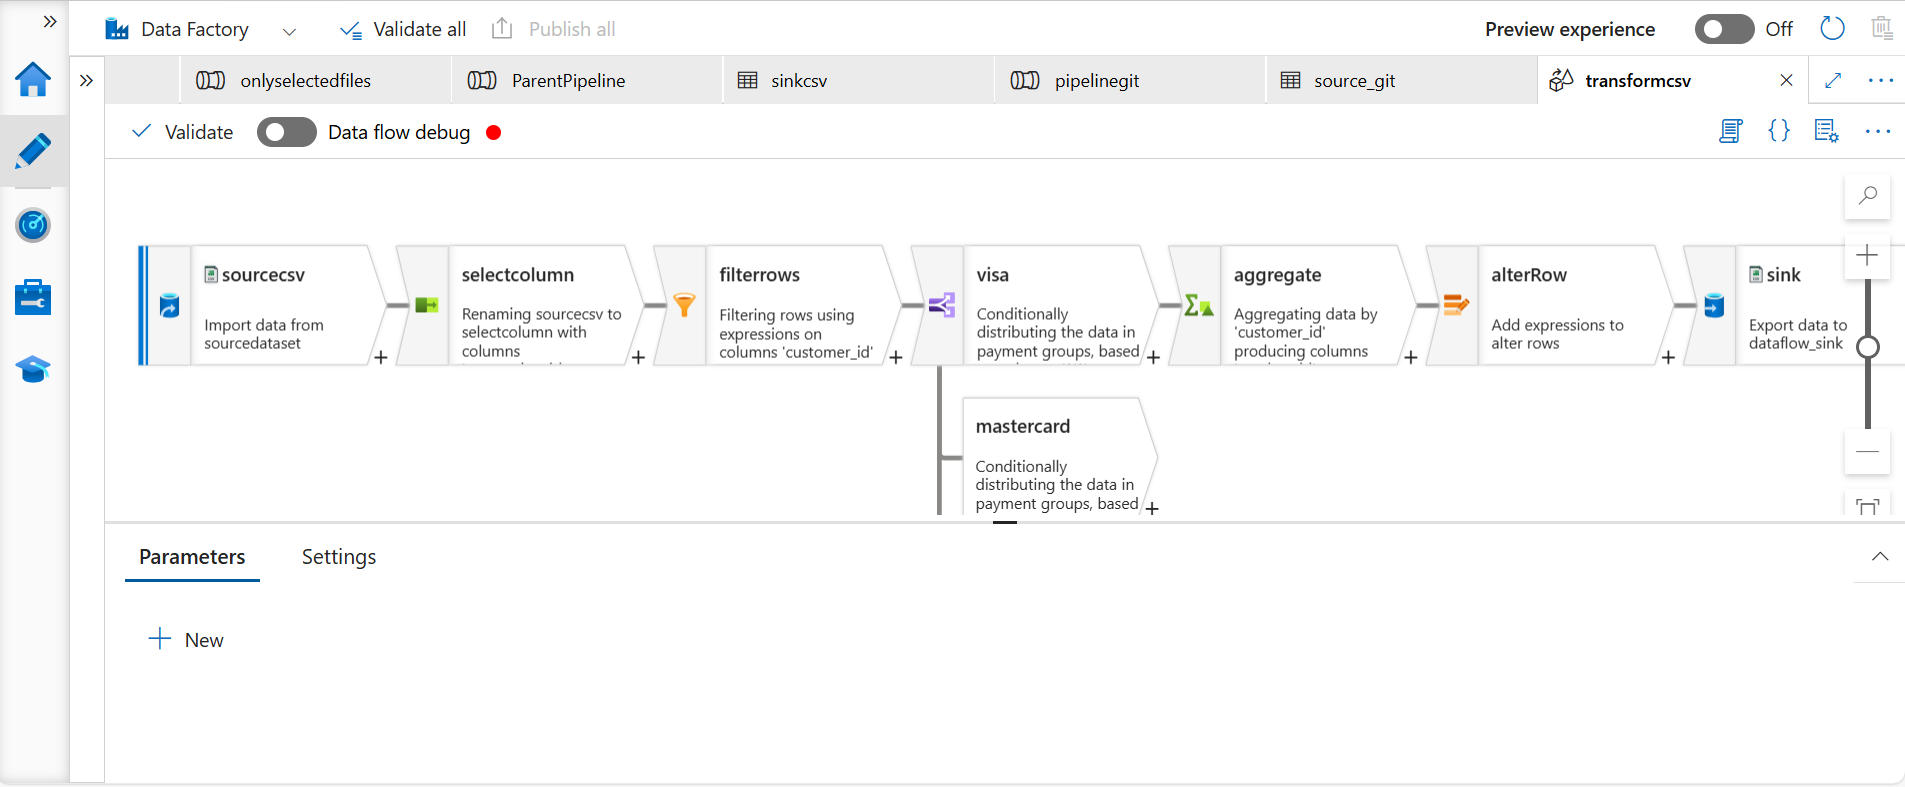 Data Factory
Validate all
Publish all
Preview experience
Off
onlyselectedfiles
ParentPipeline
sinkcsv
pipelinegit
source_git
transformcsv
Validate
Data flow debug
sourcecsv
Import data from
sourcedataset
selectcolumn
Renaming sourcecsv to
selectcolumn with
columns
filterrows
Filtering rows using
expressions on
columns 'customer_id'
visa
Conditionally
distributing the data in
payment groups, based
aggregate
Aggregating data by
'customer_id'
producing columns
alterRow
Add expressions to
alter rows
sink
Export data to
dataflow_sink
mastercard
Conditionally
distributing the data in
payment groups, based
Parameters
Settings
New